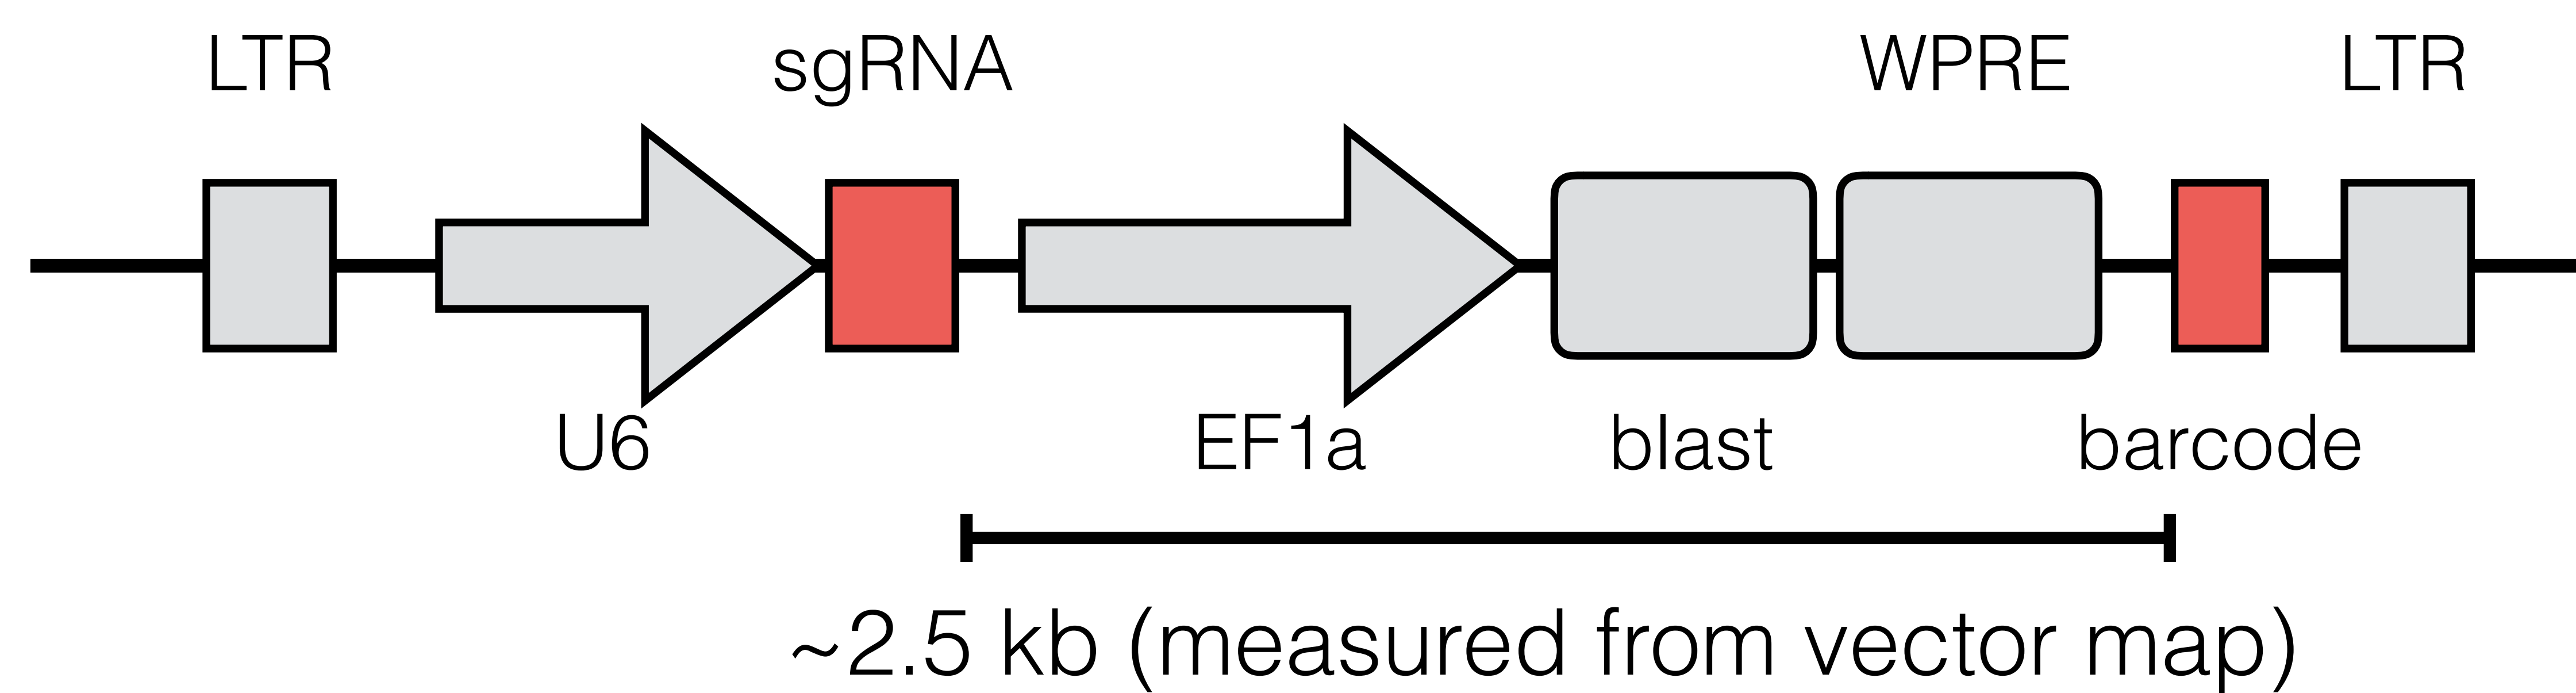 LTR sgRNA WPRE LTR
U6 EF1a blast barcode
~2.5 kb (measured from vector map)